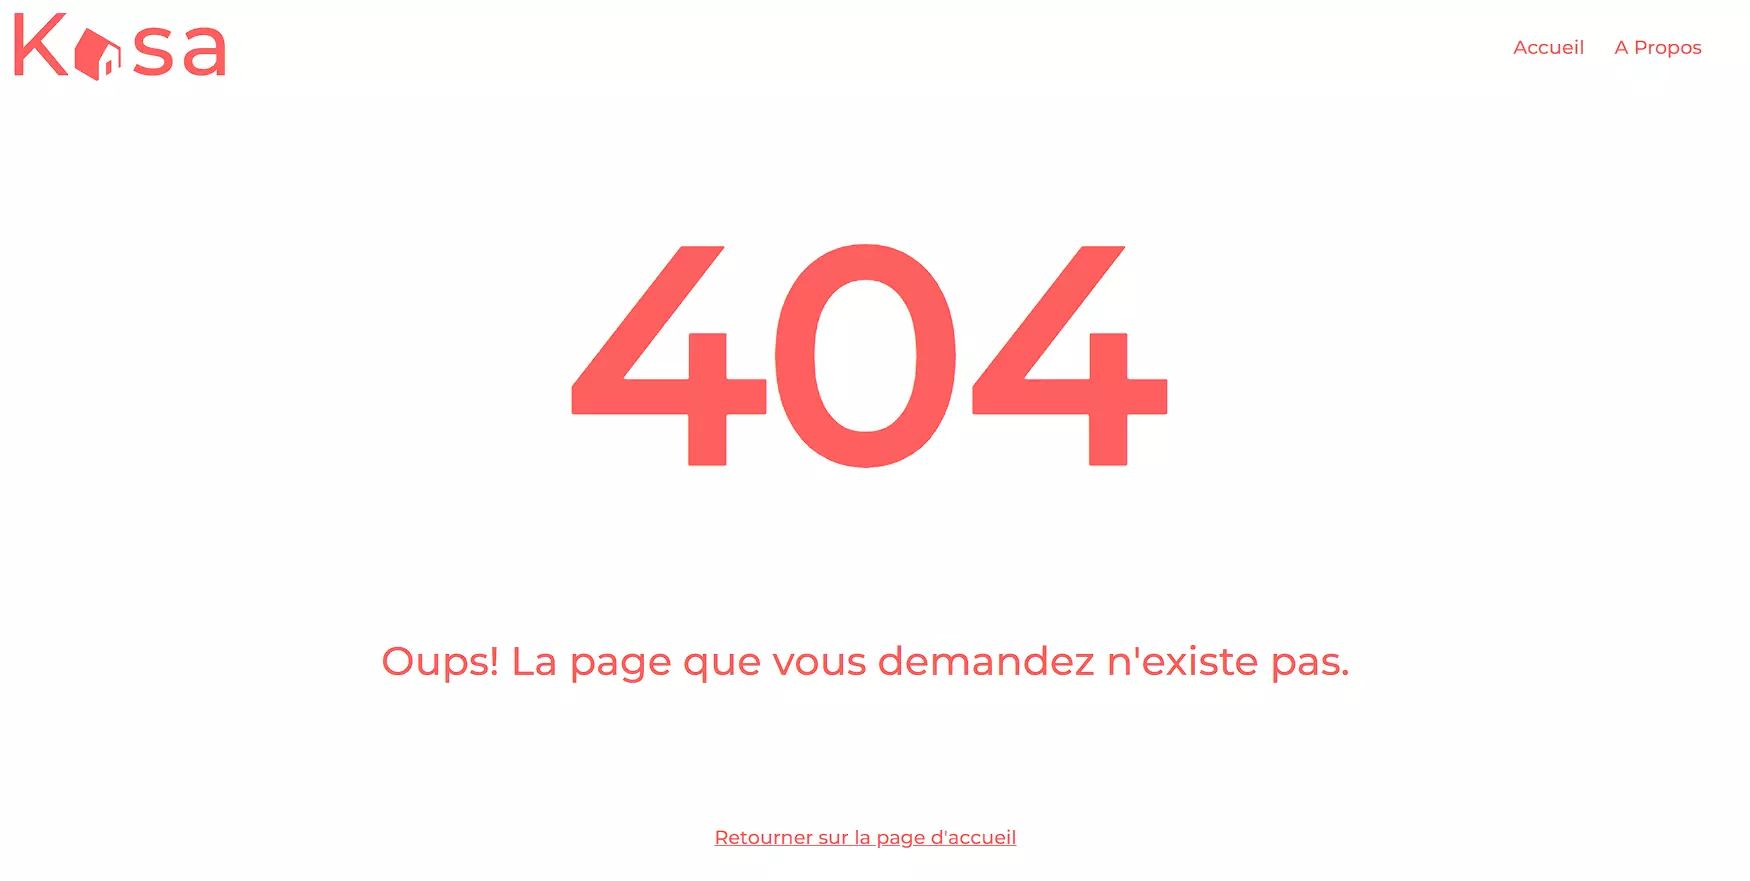 Kasa
Accueil A Propos
404
Oups! La page que vous demandez n'existe pas.
Retourner sur la page d'accueil